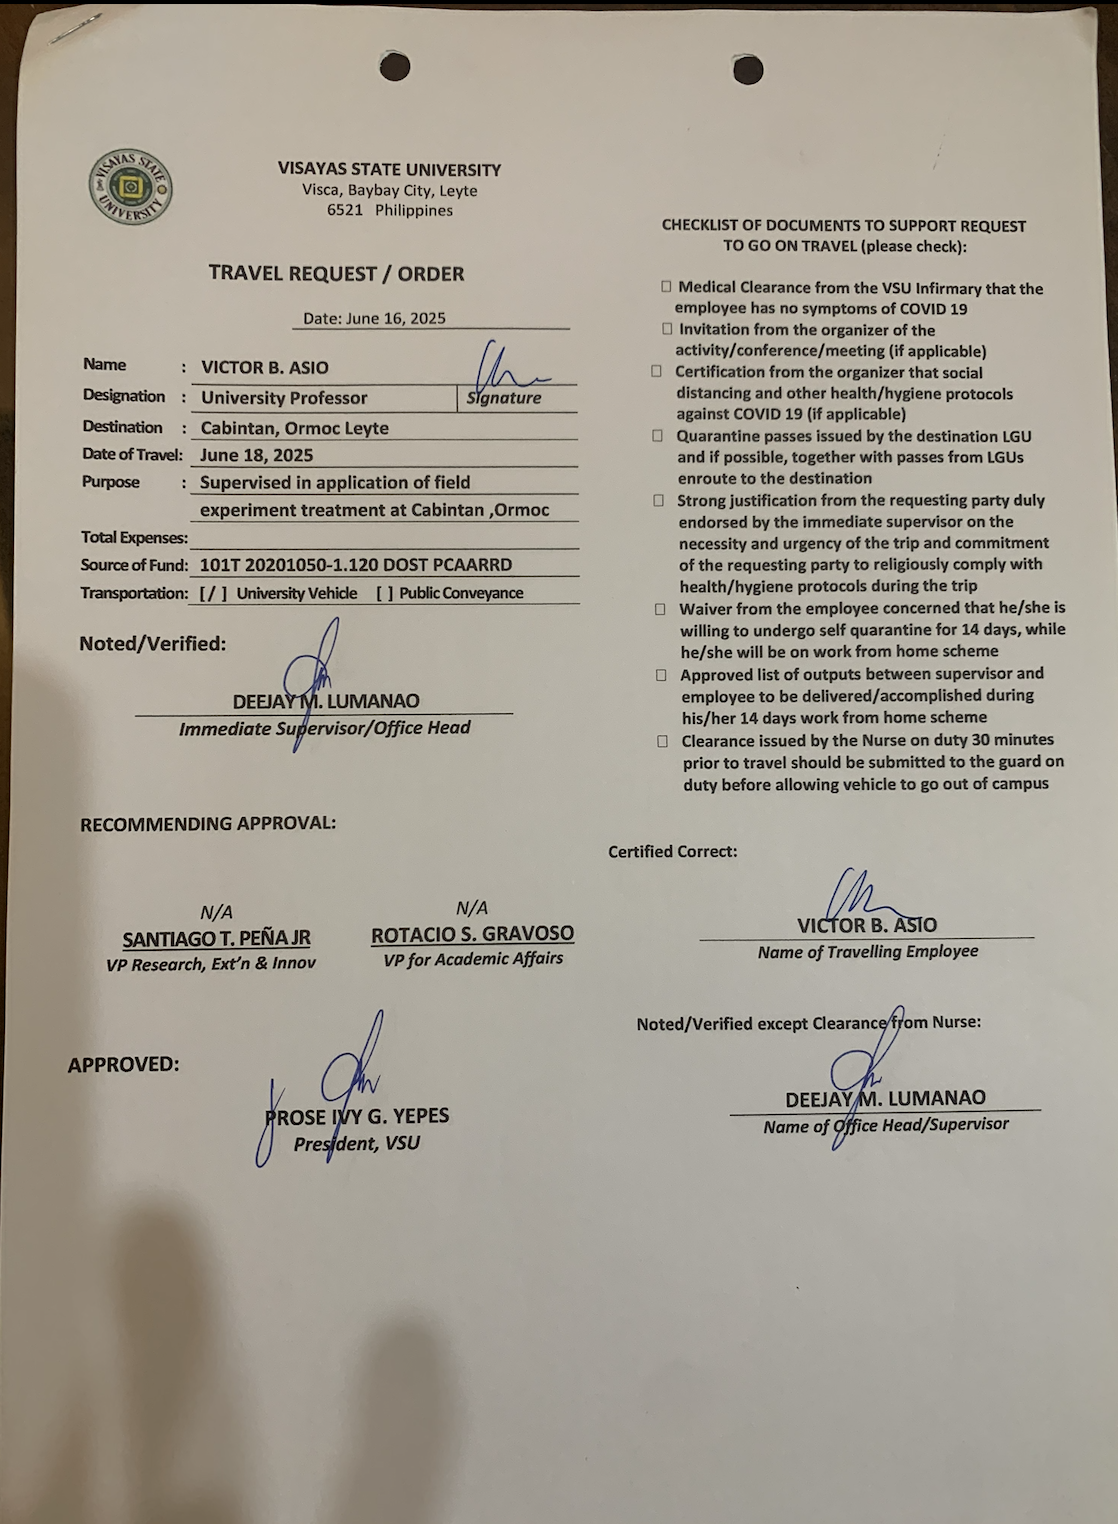 VISAYAS STATE UNIVERSITY
VISAYAS STATE UNIVERSITY
Visca, Baybay City, Leyte
6521 Philippines
TRAVEL REQUEST / ORDER
Date: June 16, 2025
Name : VICTOR B. ASIO
Designation : University Professor Signature
Destination : Cabintan, Ormoc Leyte
Date of Travel: June 18, 2025
Purpose : Supervised in application of field
experiment treatment at Cabintan ,Ormoc
Total Expenses:
Source of Fund: 101T 20201050-1.120 DOST PCAARRD
Transportation: [ / ] University Vehicle [ ] Public Conveyance
Noted/Verified:
DEEJAY M. LUMANAO
Immediate Supervisor/Office Head
RECOMMENDING APPROVAL:
N/A
SANTIAGO T. PEÑA JR
VP Research, Ext'n & Innov
N/A
ROTACIO S. GRAVOSO
VP for Academic Affairs
APPROVED:
PROSE IVY G. YEPES
President, VSU
CHECKLIST OF DOCUMENTS TO SUPPORT REQUEST
TO GO ON TRAVEL (please check):
☐ Medical Clearance from the VSU Infirmary that the
employee has no symptoms of COVID 19
☐ Invitation from the organizer of the
activity/conference/meeting (if applicable)
☐ Certification from the organizer that social
distancing and other health/hygiene protocols
against COVID 19 (if applicable)
☐ Quarantine passes issued by the destination LGU
and if possible, together with passes from LGUs
enroute to the destination
☐ Strong justification from the requesting party duly
endorsed by the immediate supervisor on the
necessity and urgency of the trip and commitment
of the requesting party to religiously comply with
health/hygiene protocols during the trip
☐ Waiver from the employee concerned that he/she is
willing to undergo self quarantine for 14 days, while
he/she will be on work from home scheme
☐ Approved list of outputs between supervisor and
employee to be delivered/accomplished during
his/her 14 days work from home scheme
☐ Clearance issued by the Nurse on duty 30 minutes
prior to travel should be submitted to the guard on
duty before allowing vehicle to go out of campus
Certified Correct:
VICTOR B. ASIO
Name of Travelling Employee
Noted/Verified except Clearance from Nurse:
DEEJAY M. LUMANAO
Name of Office Head/Supervisor